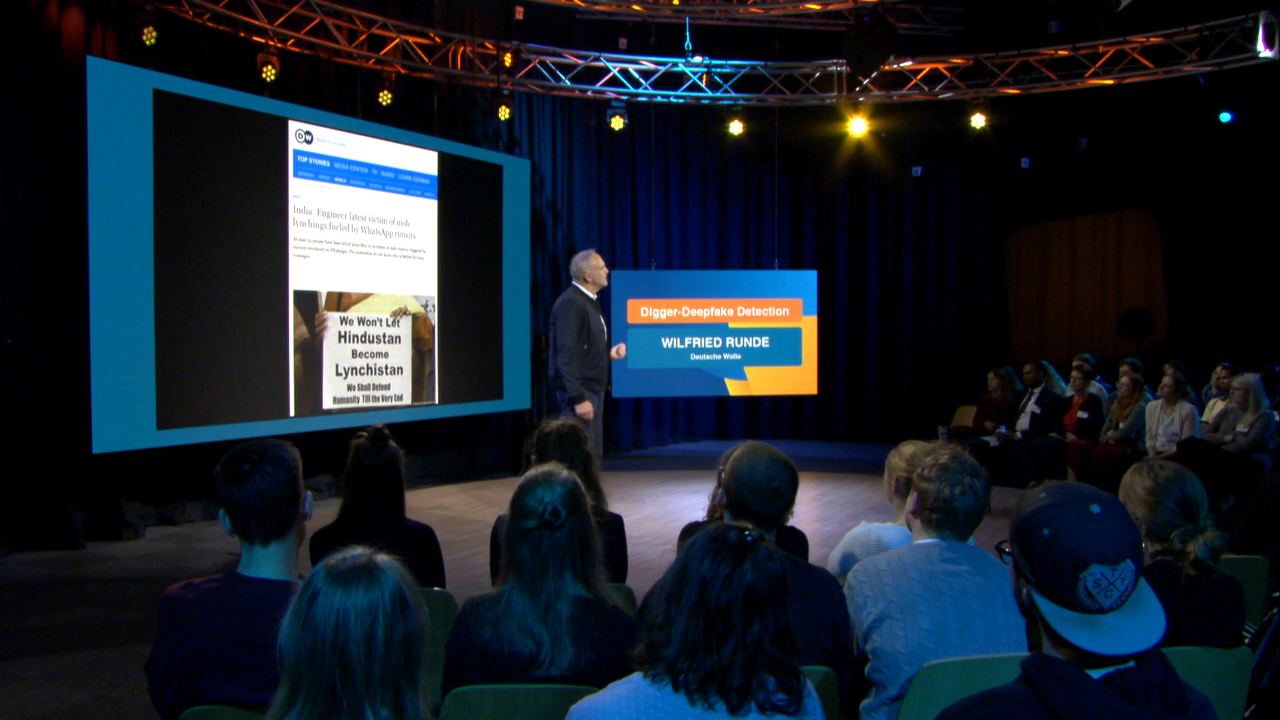 DW
TOP STORIES MEDIA CENTER TV RADIO LEARN GERMAN
India: Engineer latest victim of mob
lynchings fueled by WhatsApp rumors
We Won't Let
Hindustan
Become
Lynchistan
We Shall Defend
Humanity Till the Very End
Digger-Deepfake Detection
WILFRIED RUNDE
Deutsche Welle